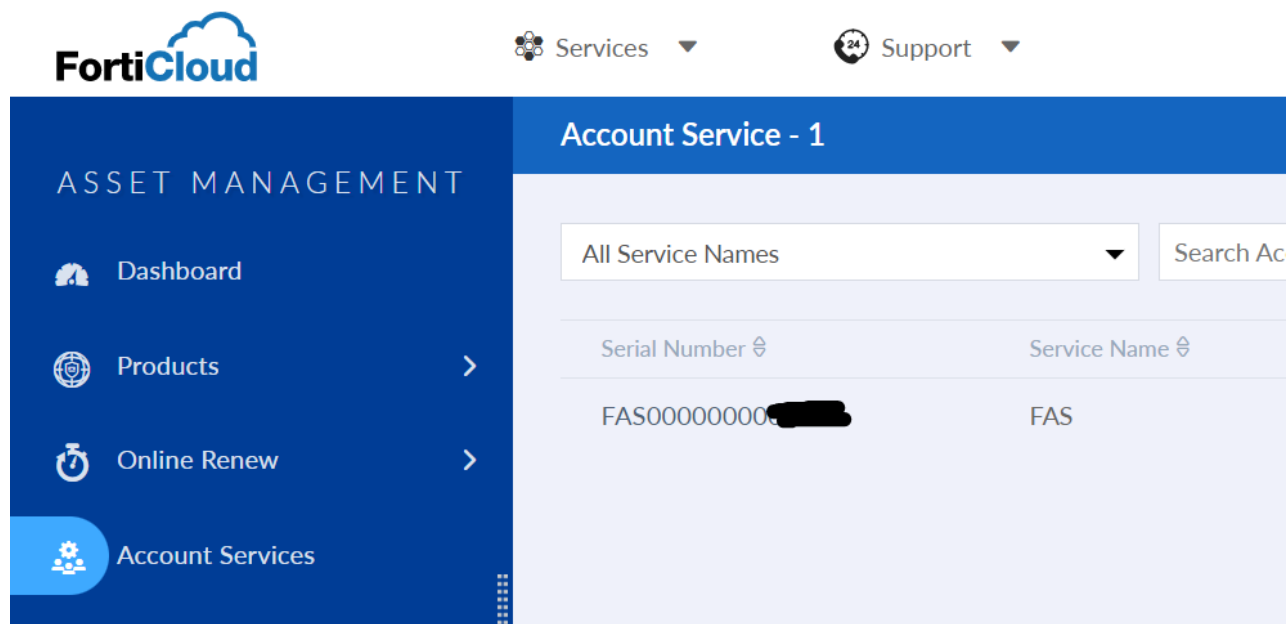 FortiCloud
Services
24
Support
Account Service - 1
ASSET MANAGEMENT
Dashboard
Products
Online Renew
Account Services
All Service Names
Search Ac
Serial Number
Service Name
FAS00000000
FAS